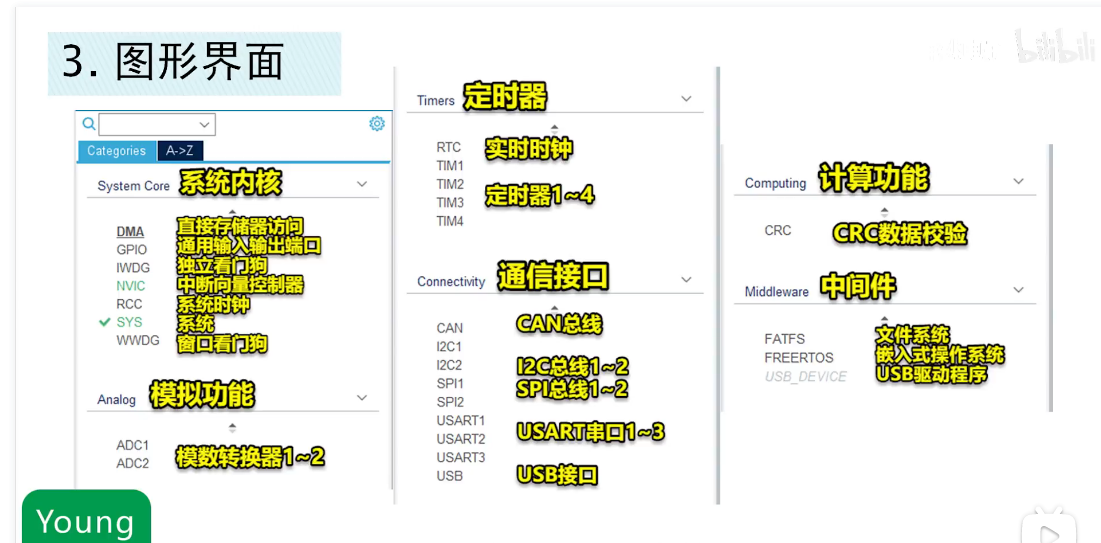 3. 图形界面
bilibili
Categories
A->Z
System Core 系统内核
DMA 直接存储器访问
GPIO 通用输入输出端口
IWDG 独立看门狗
NVIC 中断向量控制器
RCC 系统时钟
SYS 系统
WWDG 窗口看门狗
Analog 模拟功能
ADC1
ADC2
模数转换器1~2
Timers 定时器
RTC 实时时钟
TIM1
TIM2
TIM3
TIM4
定时器1~4
Connectivity 通信接口
CAN CAN总线
I2C1
I2C2
I2C总线1~2
SPI1
SPI2
SPI总线1~2
USART1
USART2
USART3
USART串口1~3
USB USB接口
Computing 计算功能
CRC CRC数据校验
Middleware 中间件
FATFS 文件系统
FREERTOS 嵌入式操作系统
USB_DEVICE USB驱动程序
Young